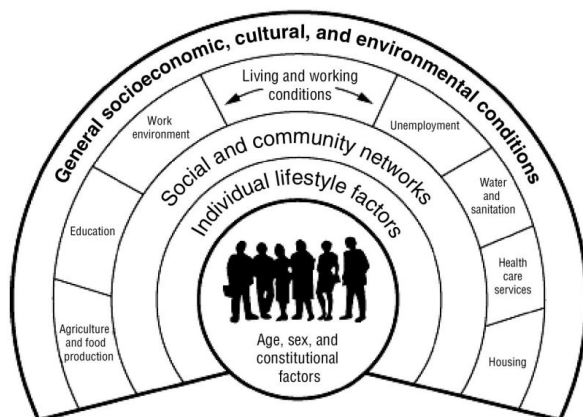 General socioeconomic, cultural, and environmental conditions
Living and working
conditions
Work
environment
Unemployment
Education
Water
and
sanitation
Agriculture
and food
production
Health
care
services
Housing
Social and community networks
Individual lifestyle factors
Age, sex, and
constitutional
factors